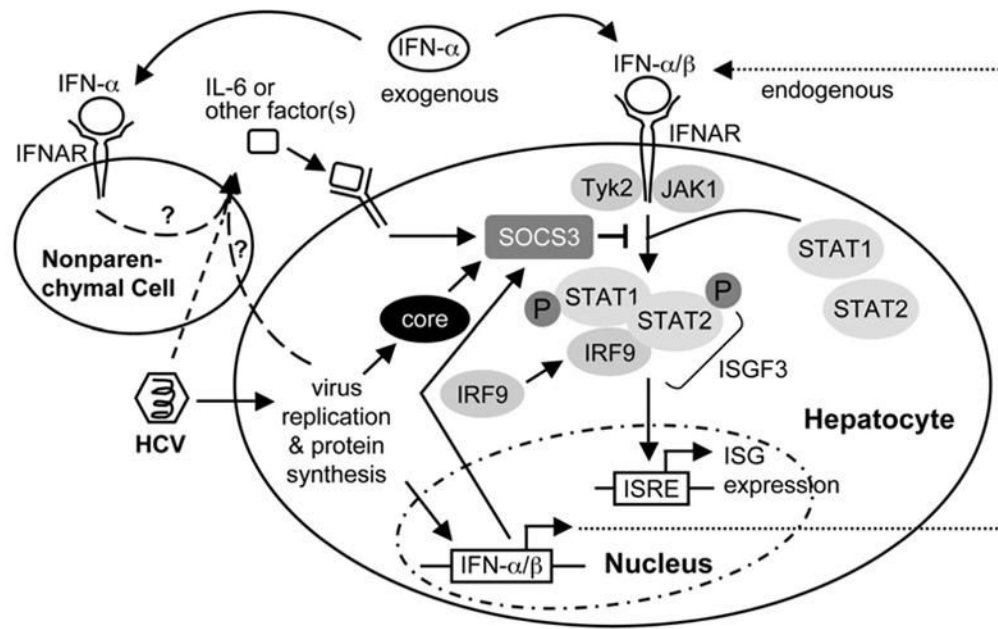 IFN-α
exogenous
IFN-α
IFNAR
IL-6 or
other factor(s)
IFN-α/β
endogenous
IFNAR
Tyk2
JAK1
?
?
Nonparen-
chymal Cell
SOCS3
STAT1
STAT2
P
STAT1
P
STAT2
IRF9
ISGF3
core
IRF9
HCV
virus
replication
& protein
synthesis
Hepatocyte
ISRE
ISG
expression
IFN-α/β
Nucleus